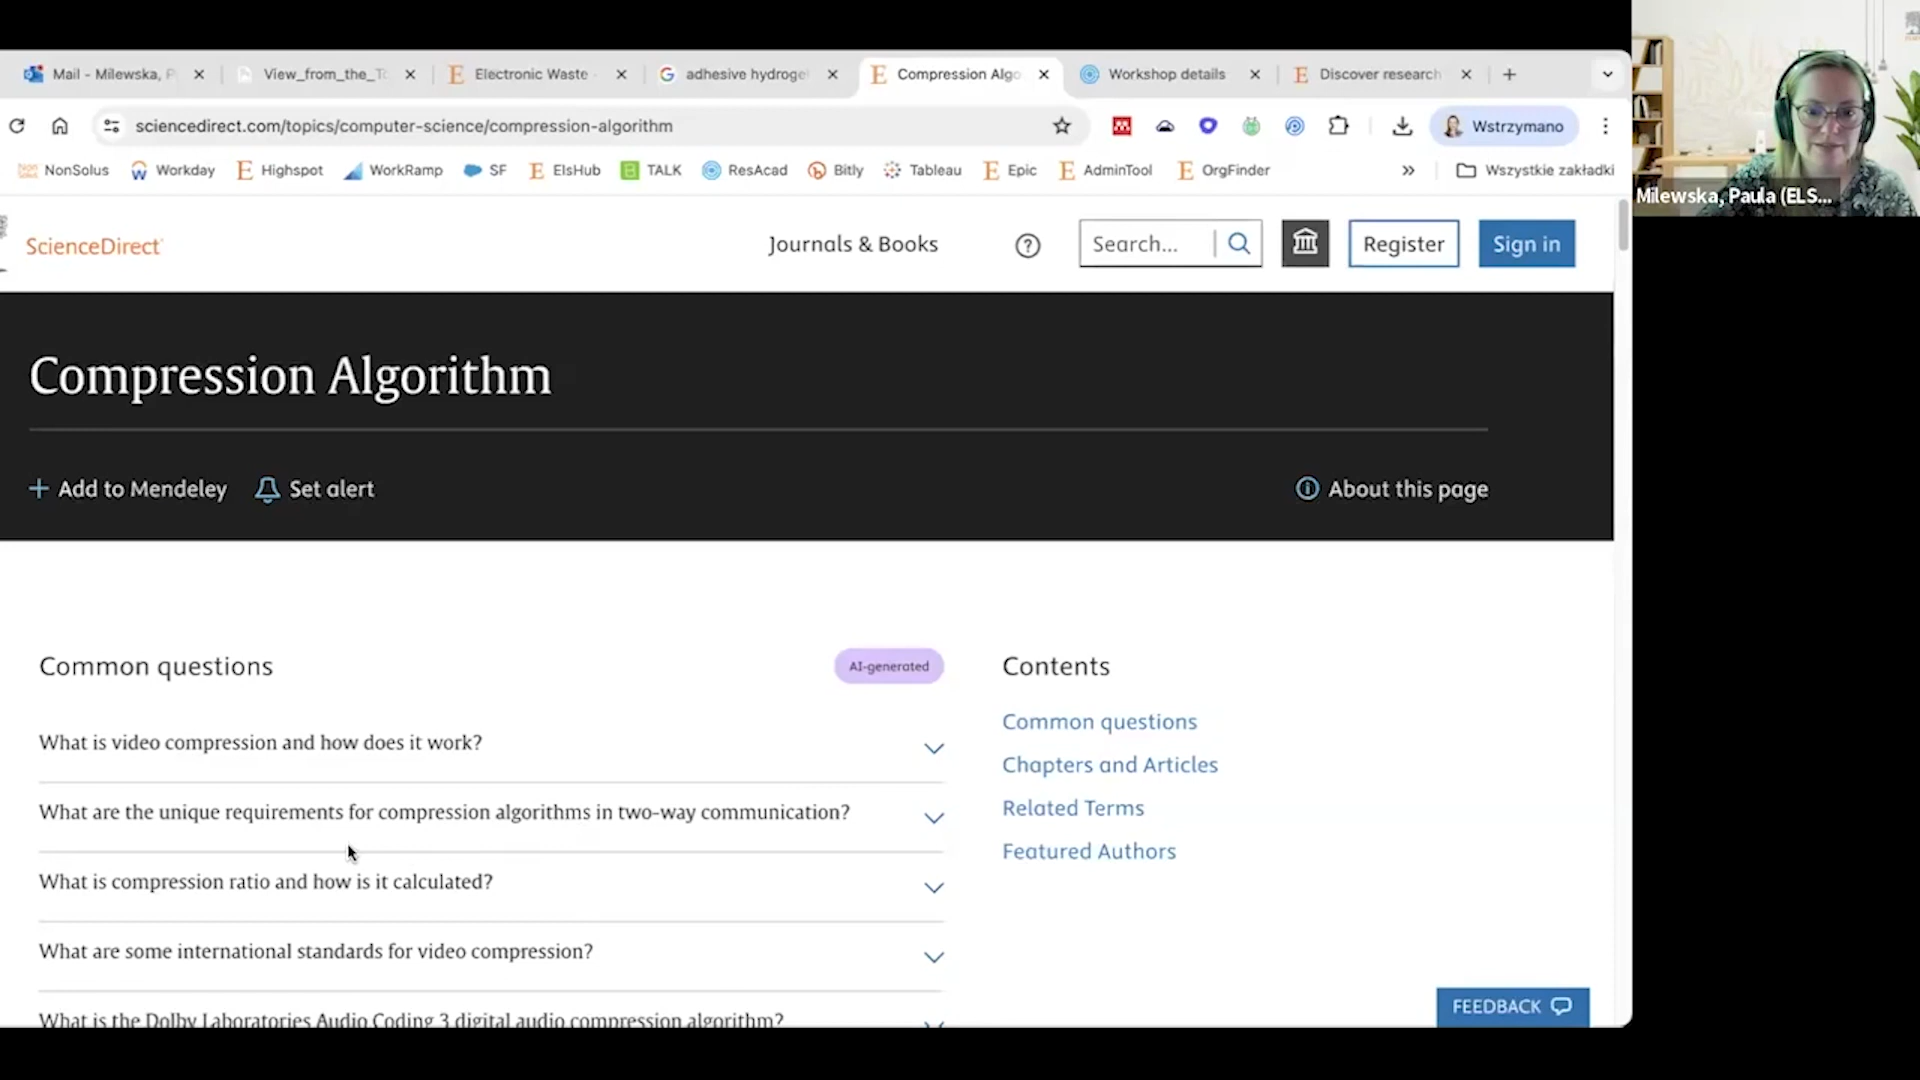 Mail - Milewska, P
View_from_the_To
Electronic Waste -
adhesive hydrogel
Compression Algo
Workshop details
Discover research
sciencedirect.com/topics/computer-science/compression-algorithm
Wstrzymano
NonSolus
Workday
Highspot
WorkRamp
SF
ElsHub
TALK
ResAcad
Bitly
Tableau
Epic
AdminTool
OrgFinder
Wszystkie zakładki
Milewska, Paula (ELS...
ScienceDirect
Journals & Books
Search...
Register
Sign in
Compression Algorithm
Add to Mendeley
Set alert
About this page
Common questions
AI-generated
What is video compression and how does it work?
What are the unique requirements for compression algorithms in two-way communication?
What is compression ratio and how is it calculated?
What are some international standards for video compression?
What is the Dolby Laboratories Audio Coding 3 digital audio compression algorithm?
Contents
Common questions
Chapters and Articles
Related Terms
Featured Authors
FEEDBACK